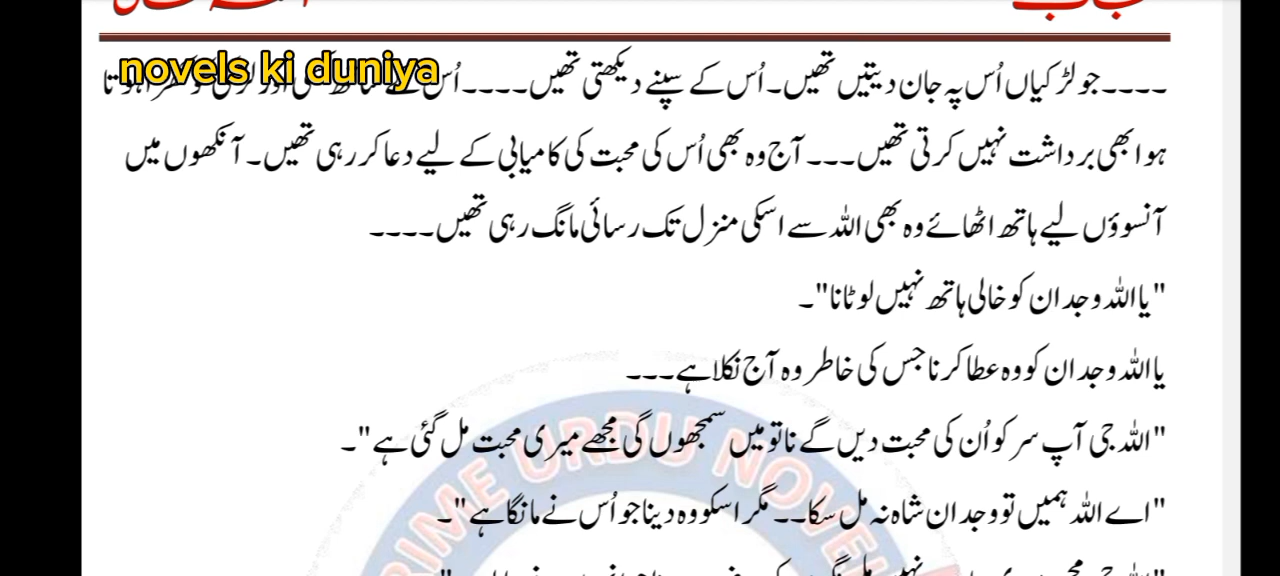 novels ki duniya
۔۔۔۔جو لڑکیاں اُس پہ جان دیتیں تھیں۔ اُس کے سپنے دیکھتی تھیں۔۔۔۔اُس
ہوا بھی برداشت نہیں کرتی تھیں۔۔۔ آج وہ بھی اُس کی محبت کی کامیابی کے لیے دعا کر رہی تھیں۔ آنکھوں میں
آنسوؤں لیے ہاتھ اٹھائے وہ بھی اللہ سے اسکی منزل تک رسائی مانگ رہی تھیں۔۔۔۔
"یا اللہ وجدان کو خالی ہاتھ نہیں لوٹانا"۔
یا اللہ وجدان کو وہ عطا کرنا جس کی خاطر وہ آج نکلا ہے۔۔۔
"اللہ جی آپ سر کو اُن کی محبت دیں گے نا تو میں سمجھوں گی مجھے میری محبت مل گئی ہے"۔
"اے اللہ ہمیں تو وجدان شاہ نہ مل سکا۔۔ مگر اسکو وہ دینا جو اُس نے مانگا ہے"۔
PRIME URDU NOVEL